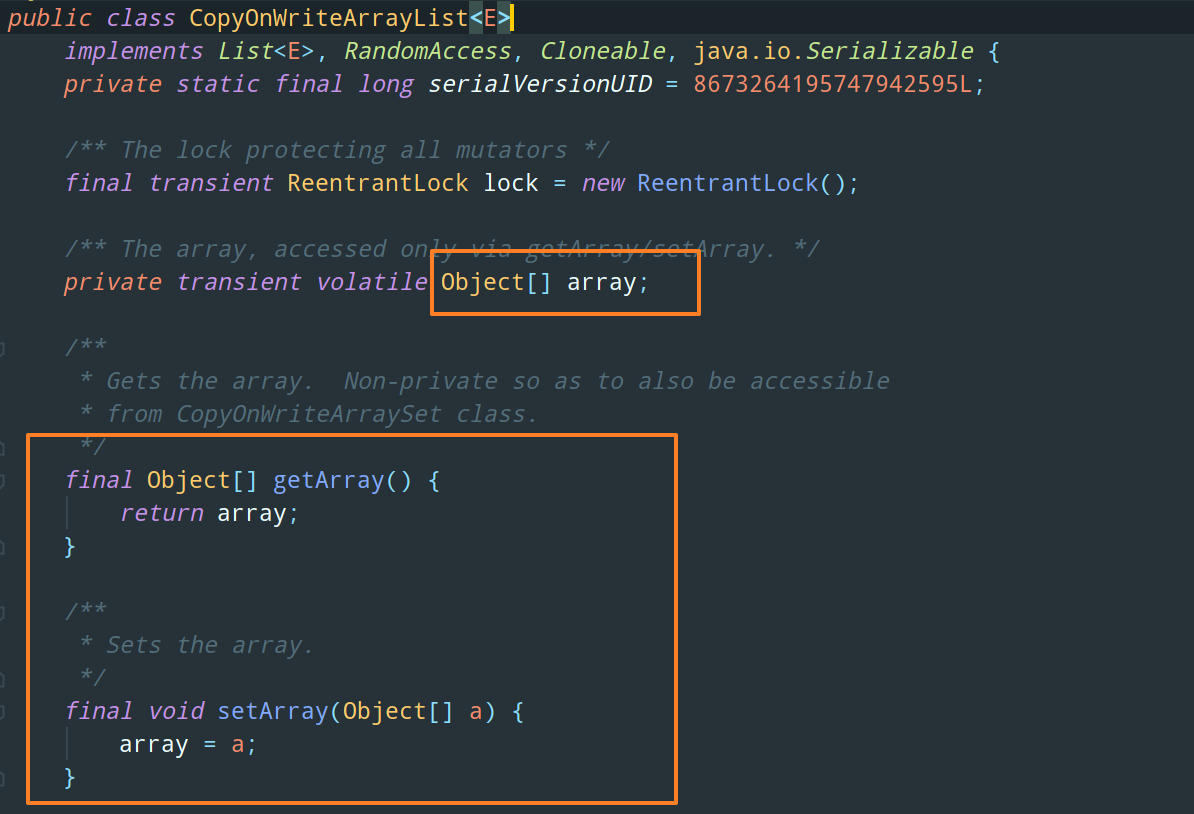 public class CopyOnWriteArrayList<E>
    implements List<E>, RandomAccess, Cloneable, java.io.Serializable {
    private static final long serialVersionUID = 8673264195747942595L;

    /** The lock protecting all mutators */
    final transient ReentrantLock lock = new ReentrantLock();

    /** The array, accessed only via getArray/setArray. */
    private transient volatile Object[] array;

    /**
     * Gets the array.  Non-private so as to also be accessible
     * from CopyOnWriteArraySet class.
     */
    final Object[] getArray() {
        return array;
    }

    /**
     * Sets the array.
     */
    final void setArray(Object[] a) {
        array = a;
    }